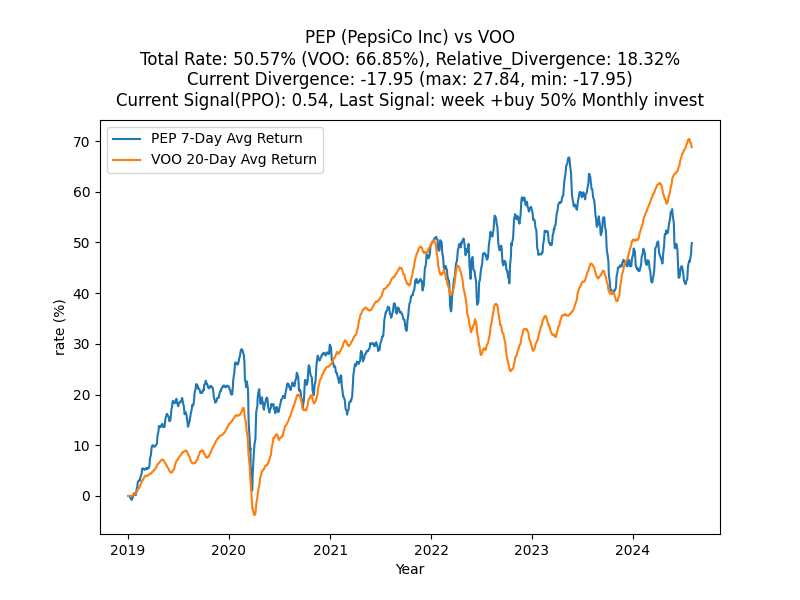 PEP (PepsiCo Inc) vs VOO
Total Rate: 50.57% (VOO: 66.85%), Relative_Divergence: 18.32%
Current Divergence: -17.95 (max: 27.84, min: -17.95)
Current Signal(PPO): 0.54, Last Signal: week +buy 50% Monthly invest
PEP 7-Day Avg Return
VOO 20-Day Avg Return
70
60
50
40
30
20
10
0
rate (%)
2019 2020 2021 2022 2023 2024
Year